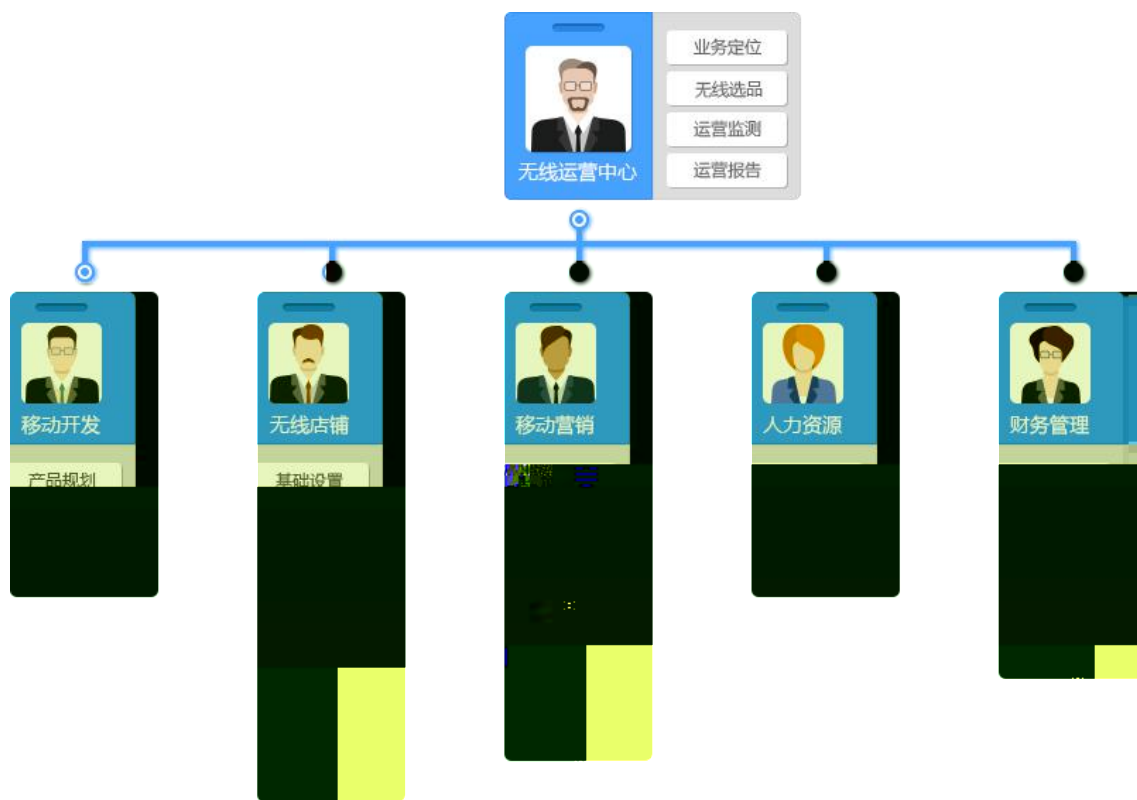 业务定位
无线选品
运营监测
运营报告
无线运营中心
移动开发
无线店铺
移动营销
人力资源
财务管理
产品规划
基础设置